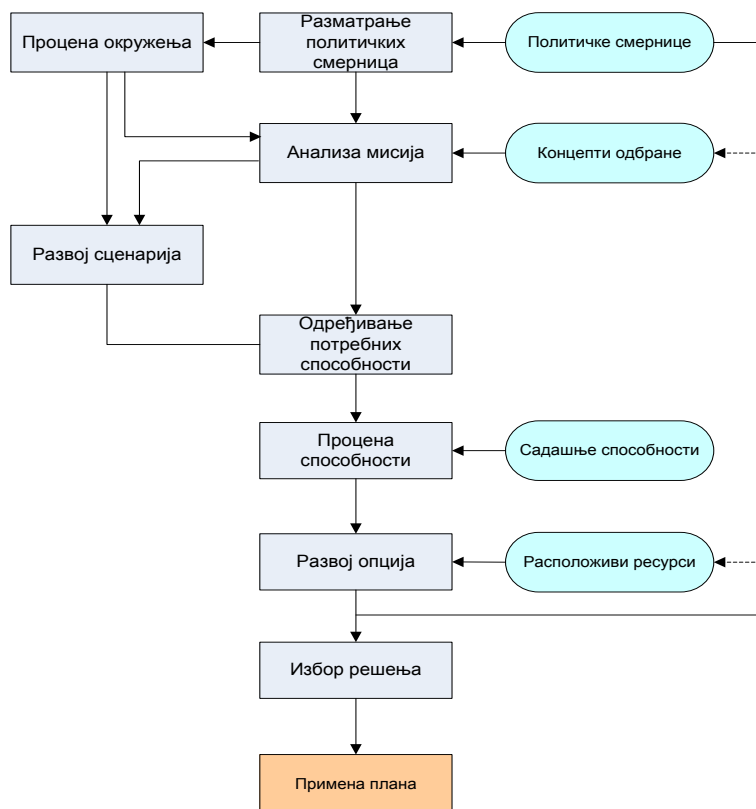 Процена окружења
Разматрање
политичких
смерница
Политичке смернице
Анализа мисија
Концепти одбране
Развој сценарија
Одређивање
потребних
способности
Процена
способности
Садашње способности
Развој опција
Расположиви ресурси
Избор решења
Примена плана